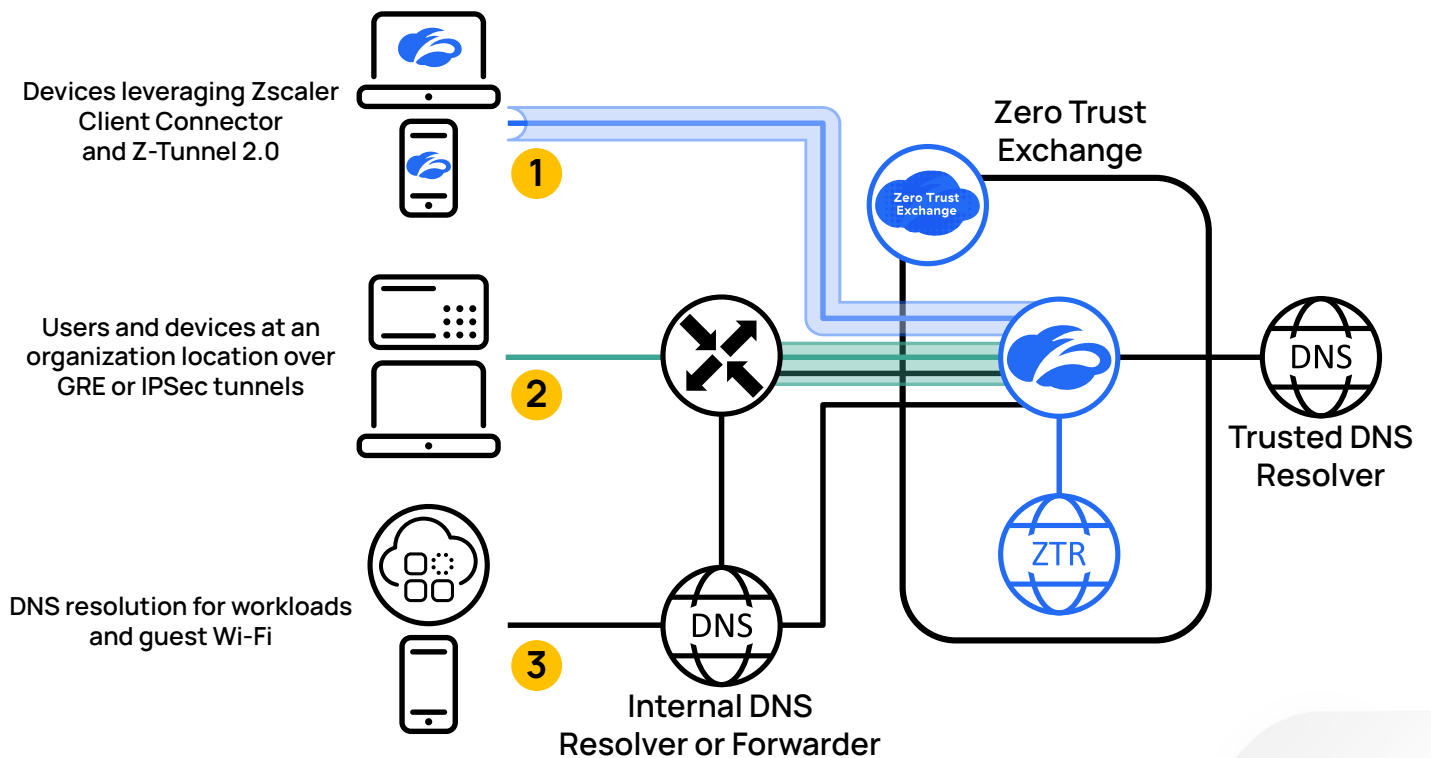 Devices leveraging Zscaler
Client Connector
and Z-Tunnel 2.0
1
Zero Trust
Exchange
Zero Trust
Exchange
Users and devices at an
organization location over
GRE or IPSec tunnels
2
DNS
Trusted DNS
Resolver
ZTR
DNS resolution for workloads
and guest Wi-Fi
3
DNS
Internal DNS
Resolver or Forwarder